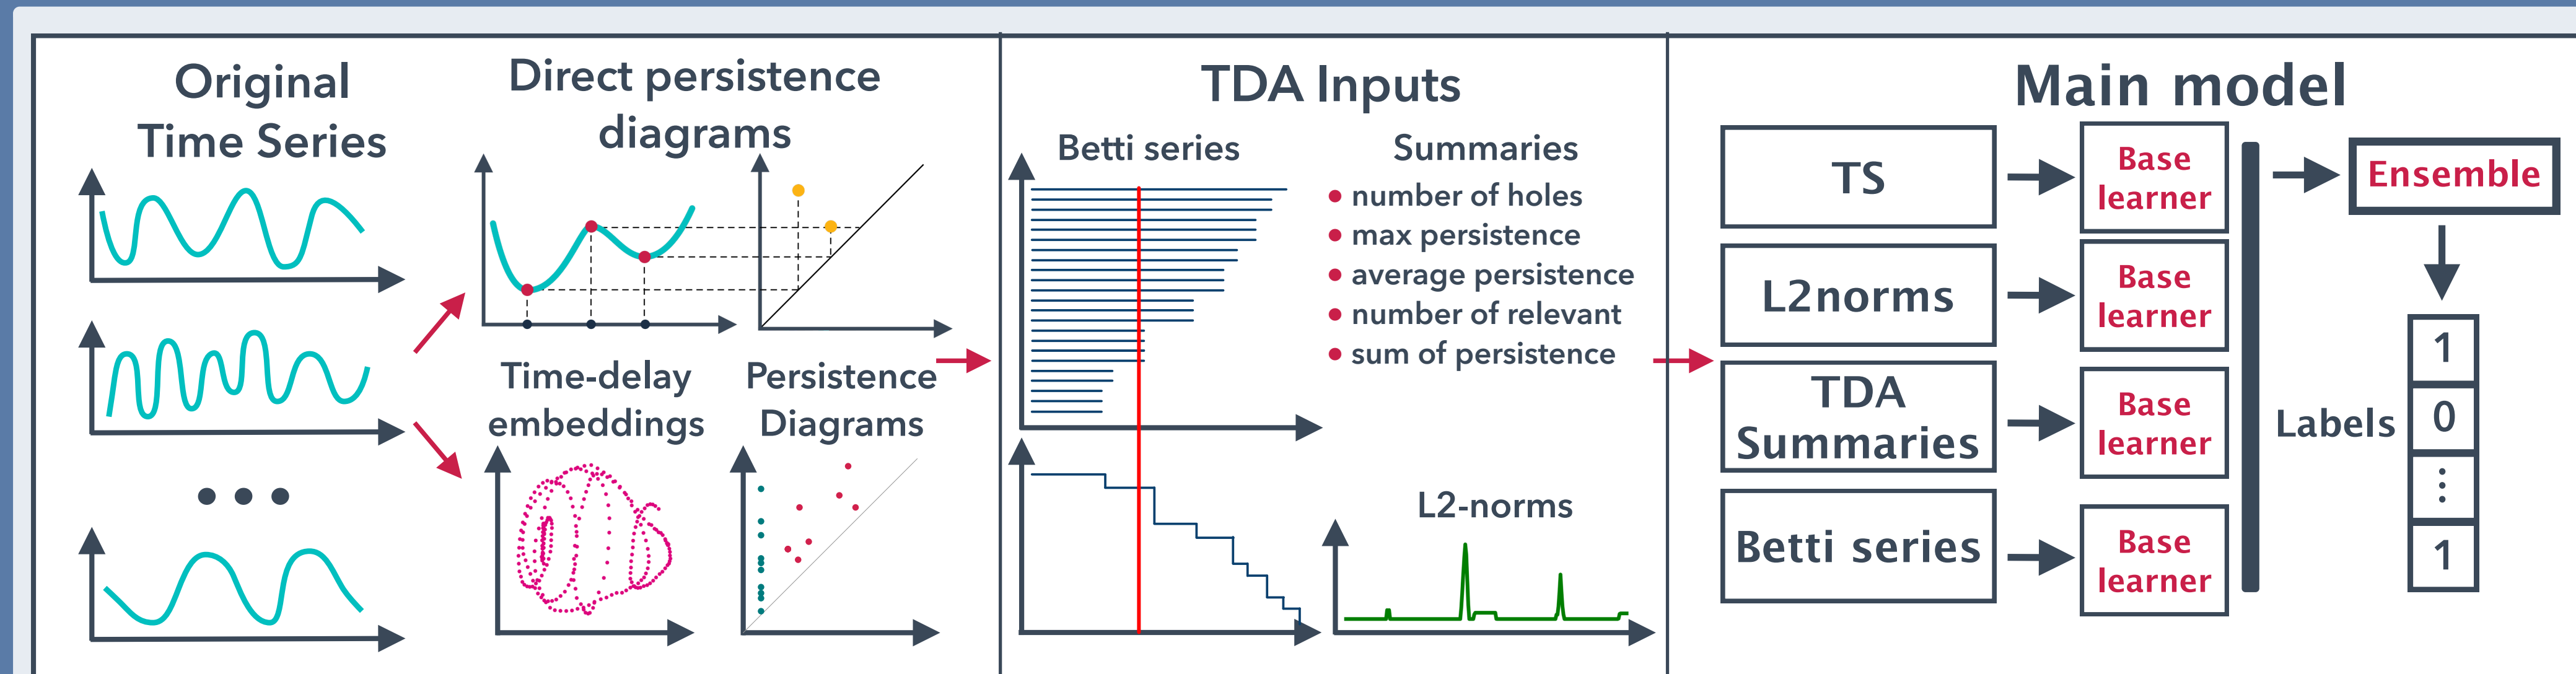 Original
Time Series
Direct persistence
diagrams
Time-delay
embeddings
Persistence
Diagrams
TDA Inputs
Betti series
Summaries
number of holes
max persistence
average persistence
number of relevant
sum of persistence
L2-norms
Main model
TS
Base
learner
L2norms
Base
learner
TDA
Summaries
Base
learner
Betti series
Base
learner
Ensemble
Labels
1
0
⋮
1